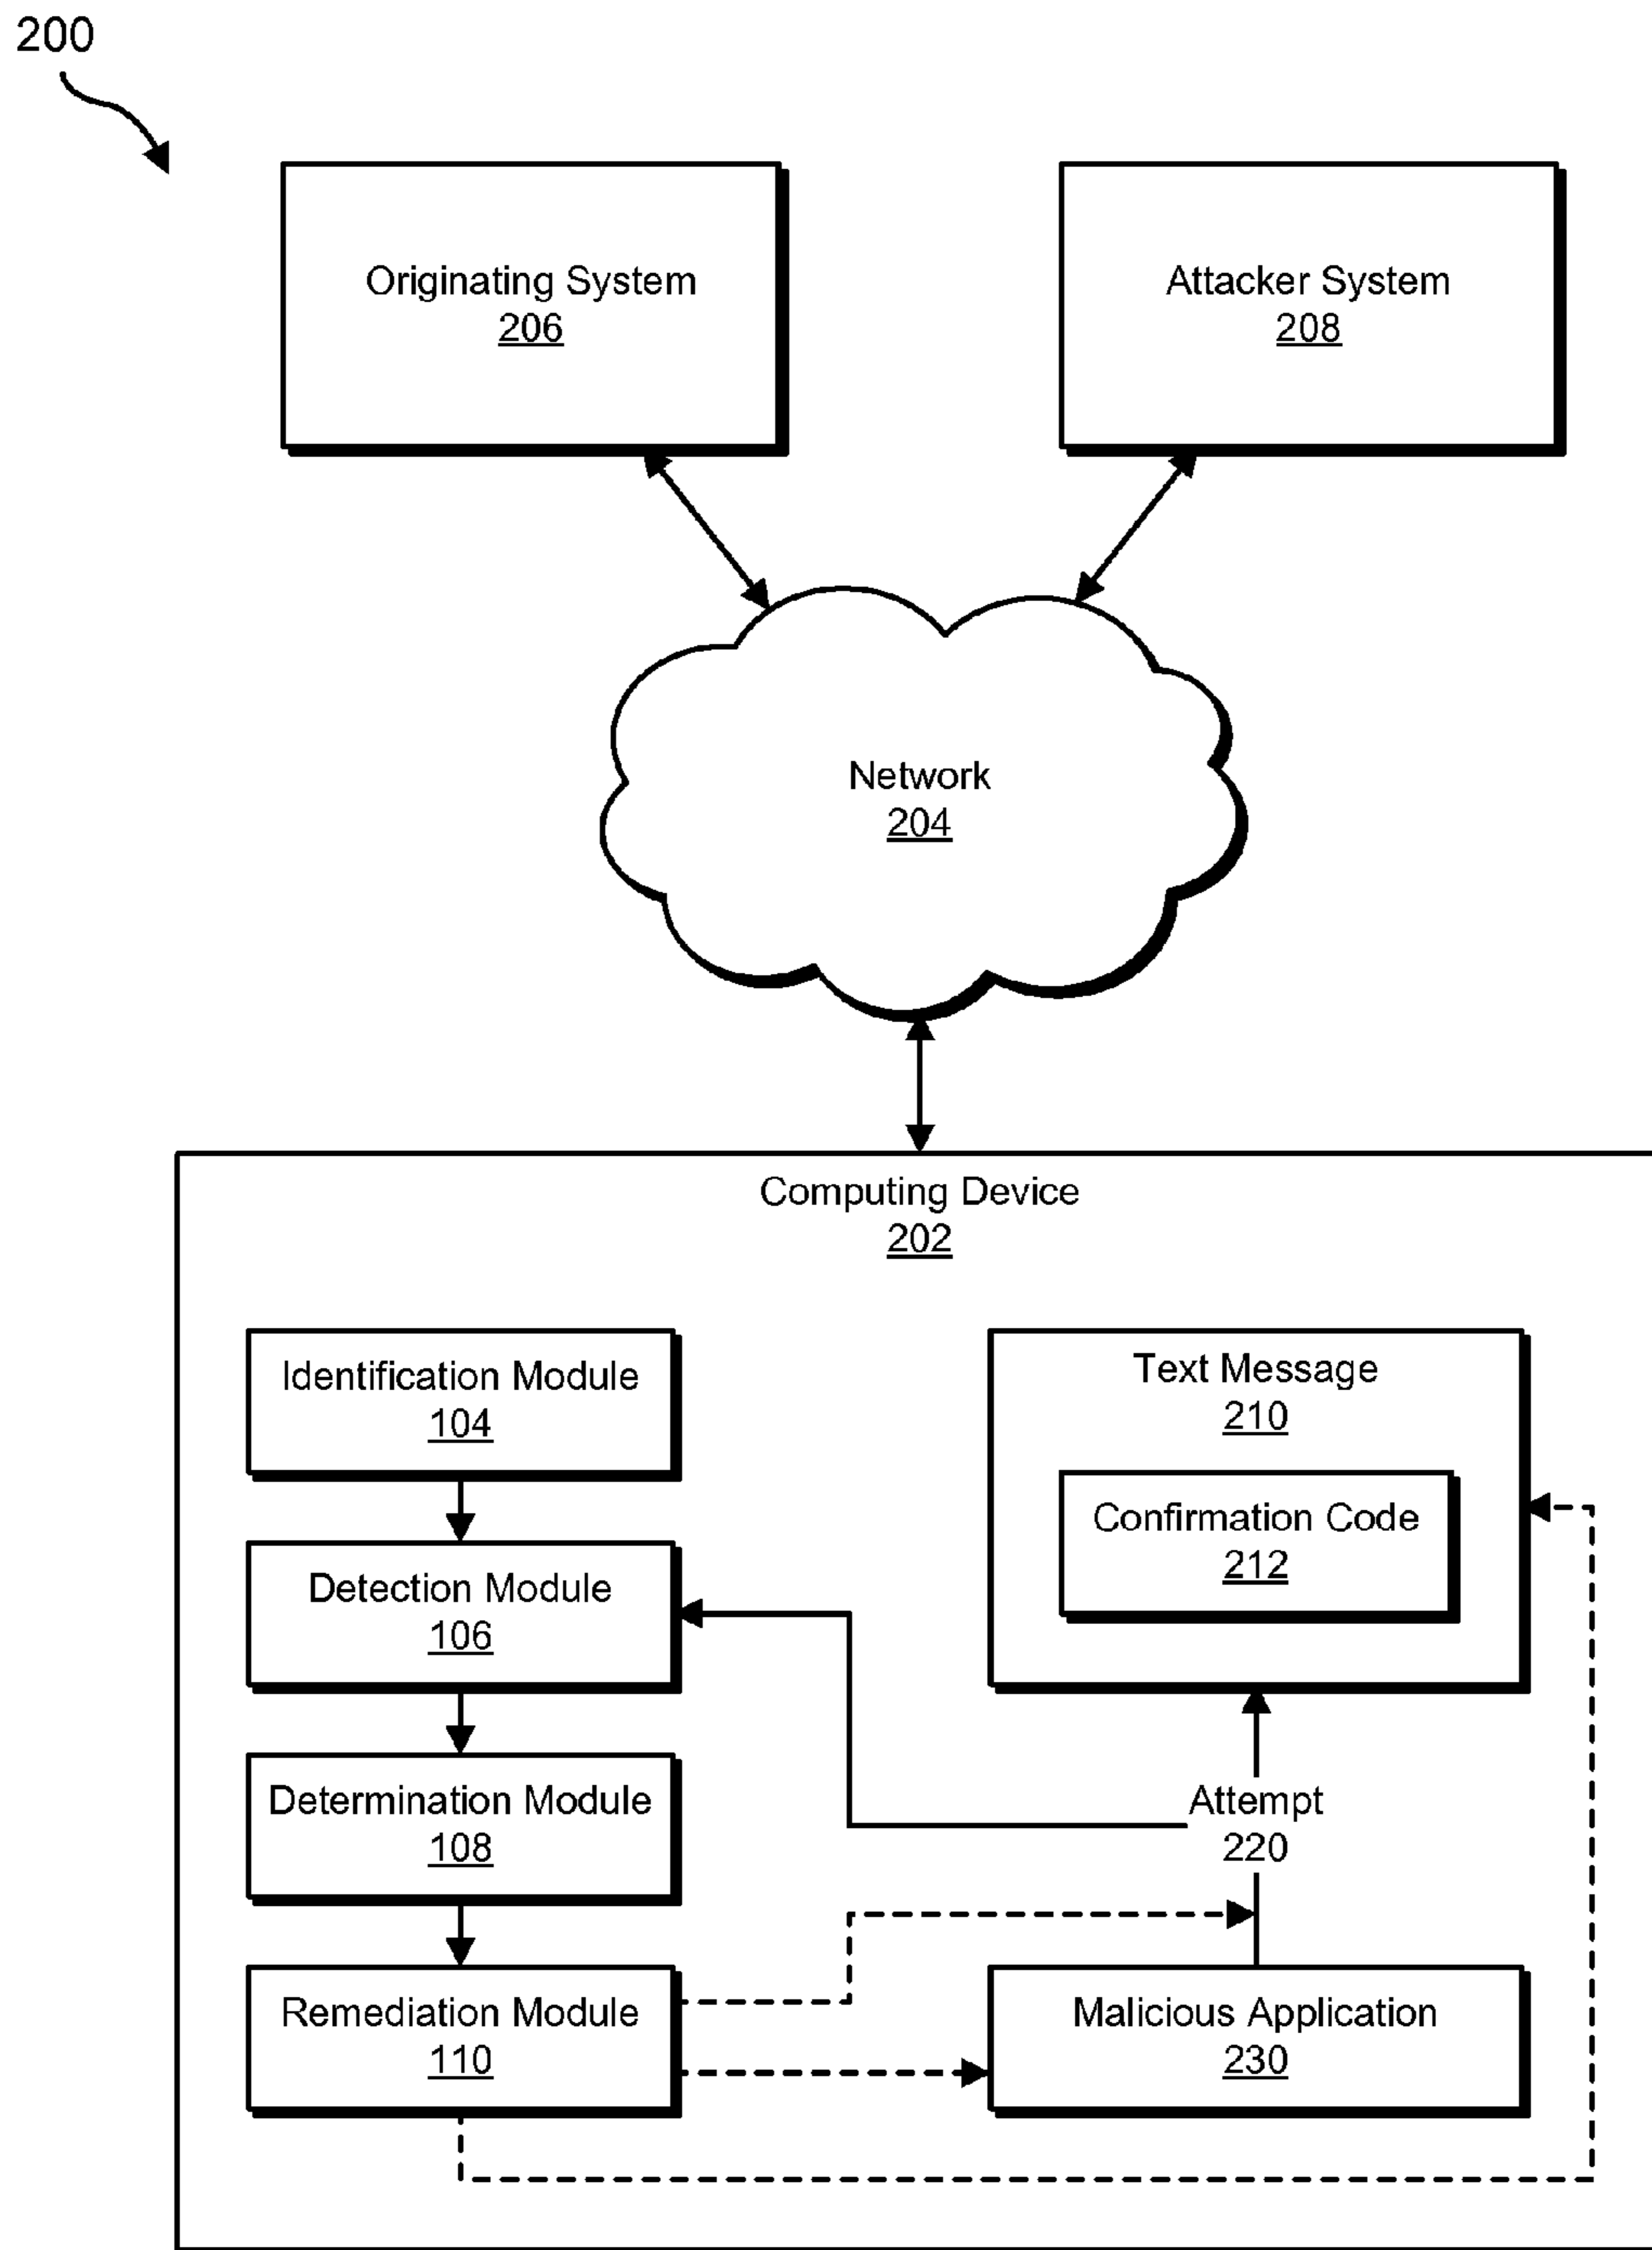 200
Originating System
206
Attacker System
208
Network
204
Computing Device
202
Identification Module
104
Detection Module
106
Determination Module
108
Remediation Module
110
Text Message
210
Confirmation Code
212
Attempt
220
Malicious Application
230